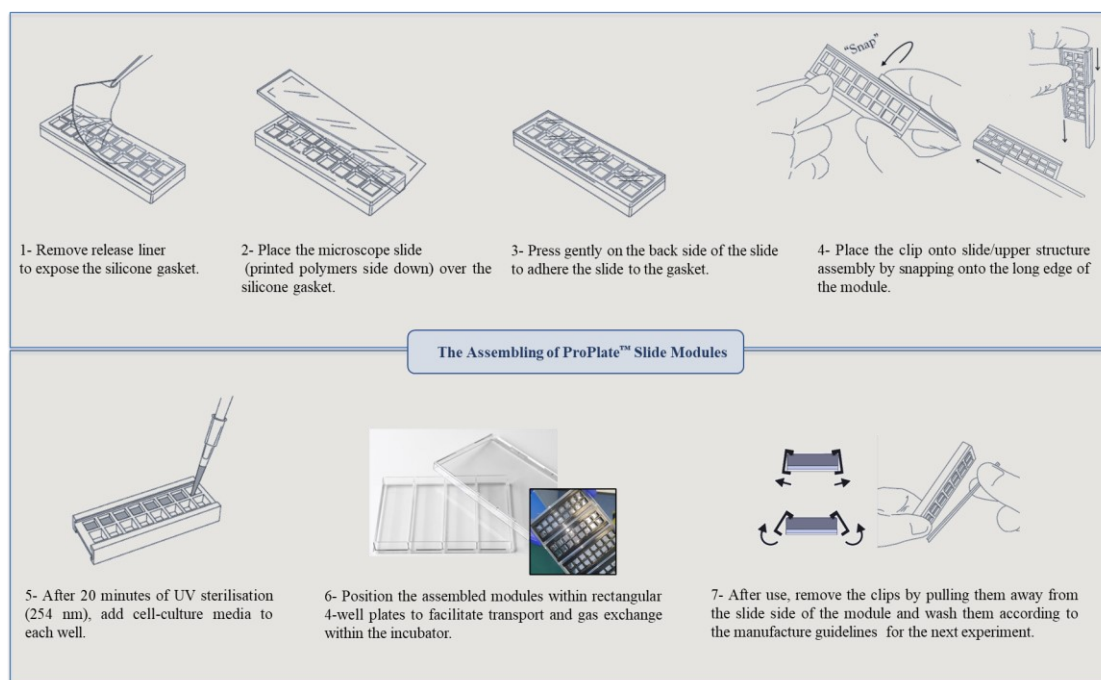 “Snap”
1- Remove release liner
to expose the silicone gasket.
2- Place the microscope slide
(printed polymers side down) over the
silicone gasket.
3- Press gently on the back side of the slide
to adhere the slide to the gasket.
4- Place the clip onto slide/upper structure
assembly by snapping onto the long edge of
the module.
The Assembling of ProPlate™ Slide Modules
5- After 20 minutes of UV sterilisation
(254 nm), add cell-culture media to
each well.
6- Position the assembled modules within rectangular
4-well plates to facilitate transport and gas exchange
within the incubator.
7- After use, remove the clips by pulling them away from
the slide side of the module and wash them according to
the manufacture guidelines for the next experiment.